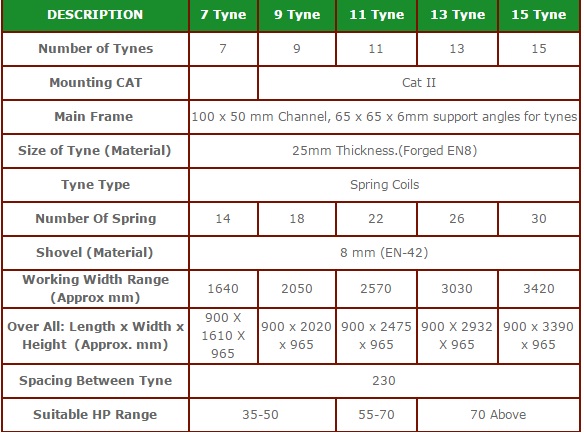 DESCRIPTION 7 Tyne 9 Tyne 11 Tyne 13 Tyne 15 Tyne
Number of Tynes 7 9 11 13 15
Mounting CAT Cat II
Main Frame 100 x 50 mm Channel, 65 x 65 x 6mm support angles for tynes
Size of Tyne (Material) 25mm Thickness.(Forged EN8)
Tyne Type Spring Coils
Number Of Spring 14 18 22 26 30
Shovel (Material) 8 mm (EN-42)
Working Width Range
(Approx mm) 1640 2050 2570 3030 3420
Over All: Length x Width x
Height (Approx. mm)
900 X
1610 X
965
900 x 2020
x 965
900 x 2475
x 965
900 X 2932
X 965
900 x 3390
x 965
Spacing Between Tyne 230
Suitable HP Range 35-50 55-70 70 Above